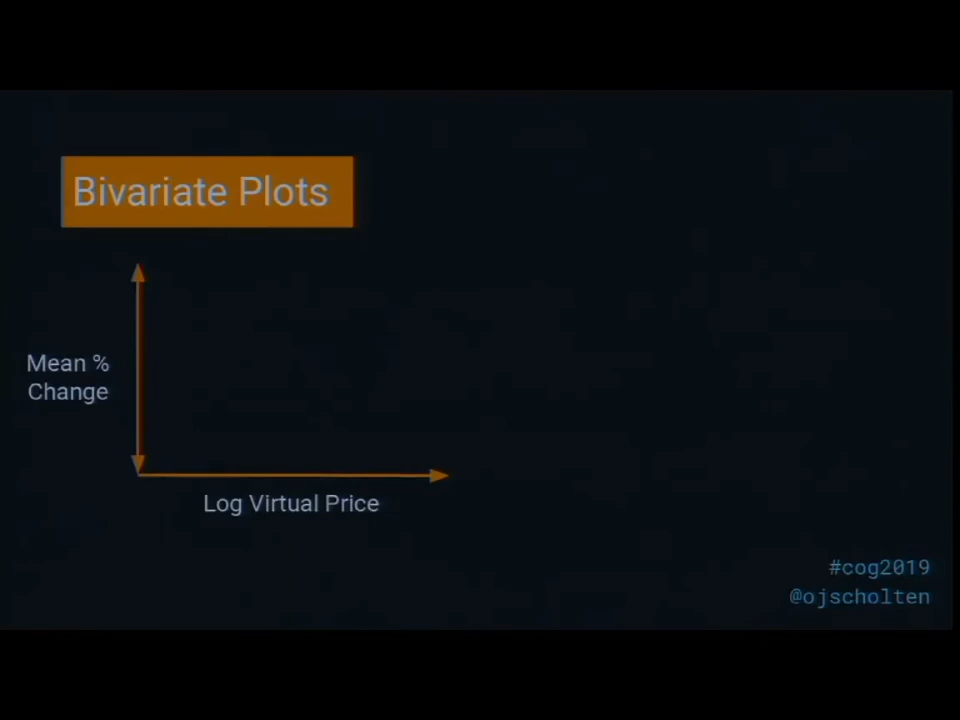 Bivariate Plots
Mean %
Change
Log Virtual Price
#cog2019
@ojscholten